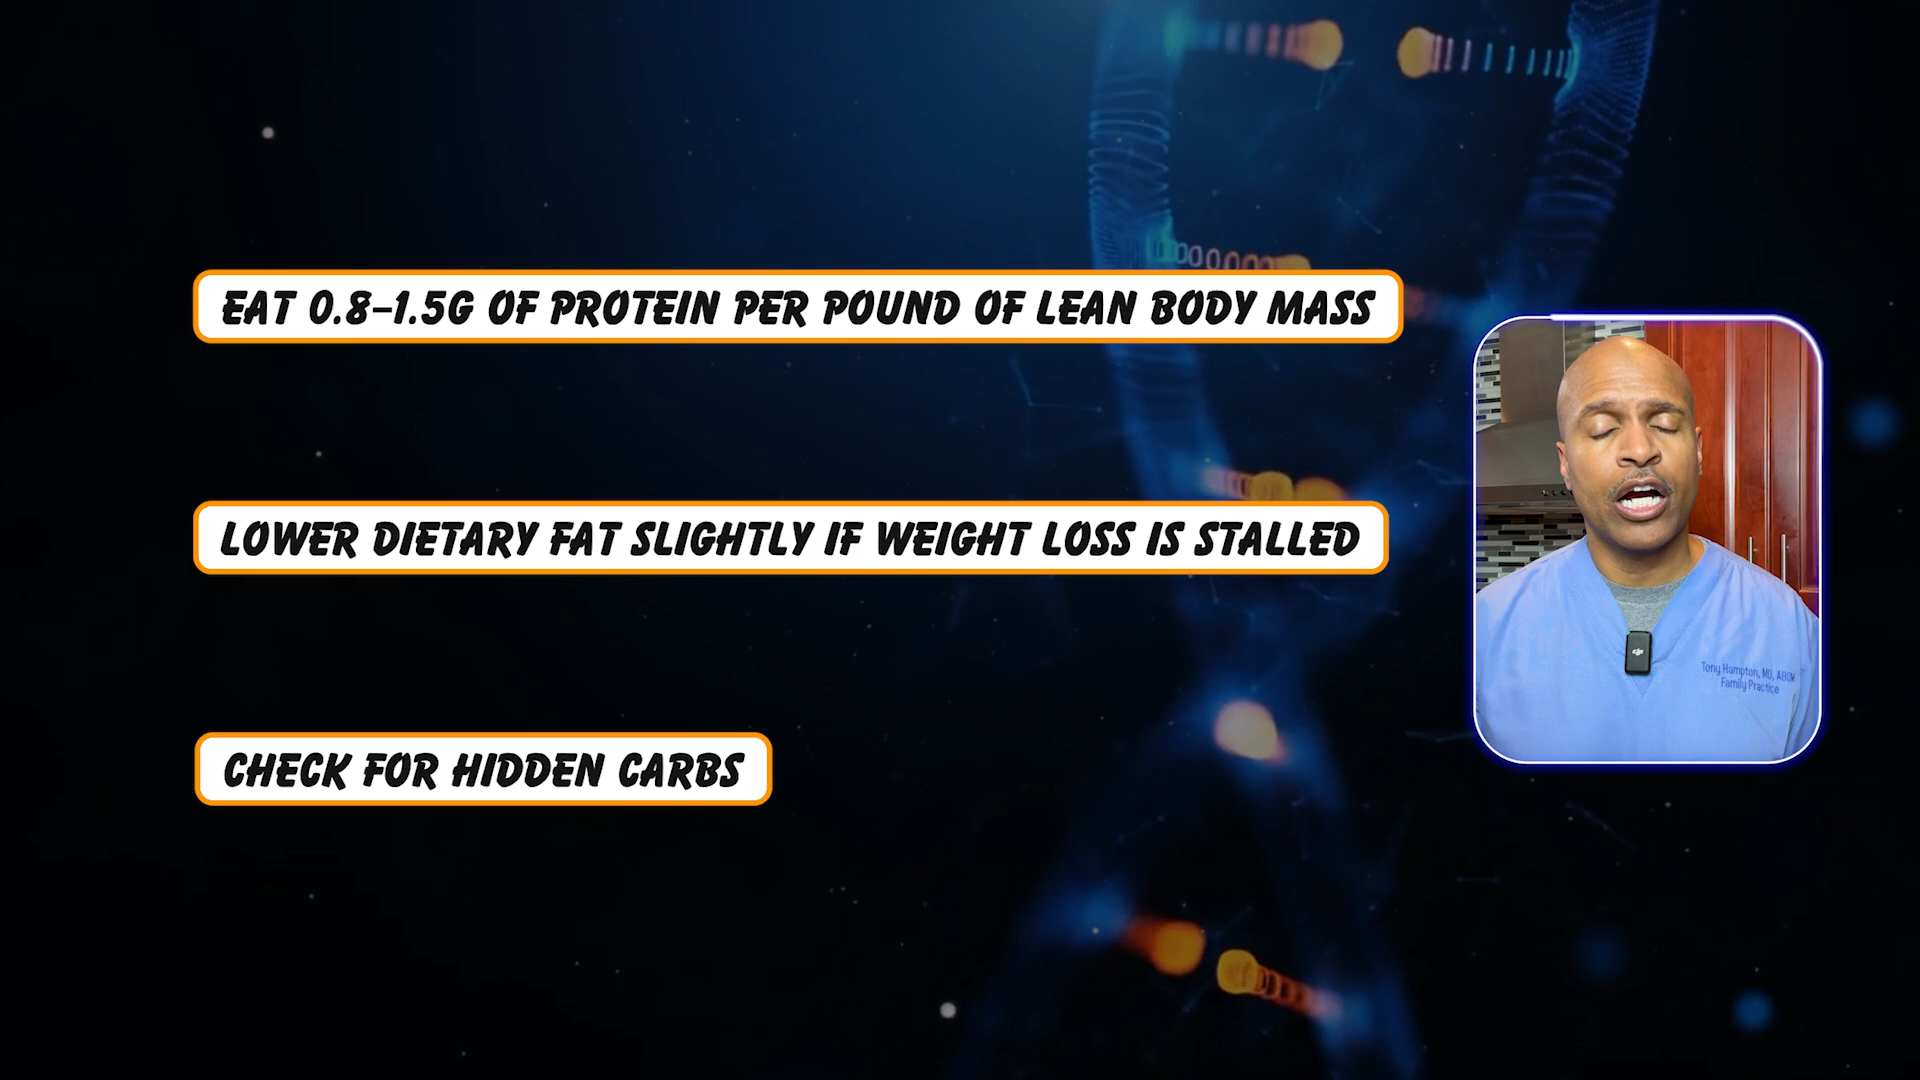 EAT 0.8–1.5G OF PROTEIN PER POUND OF LEAN BODY MASS
LOWER DIETARY FAT SLIGHTLY IF WEIGHT LOSS IS STALLED
CHECK FOR HIDDEN CARBS
Tony Hampton, MD, ABOM
Family Practice